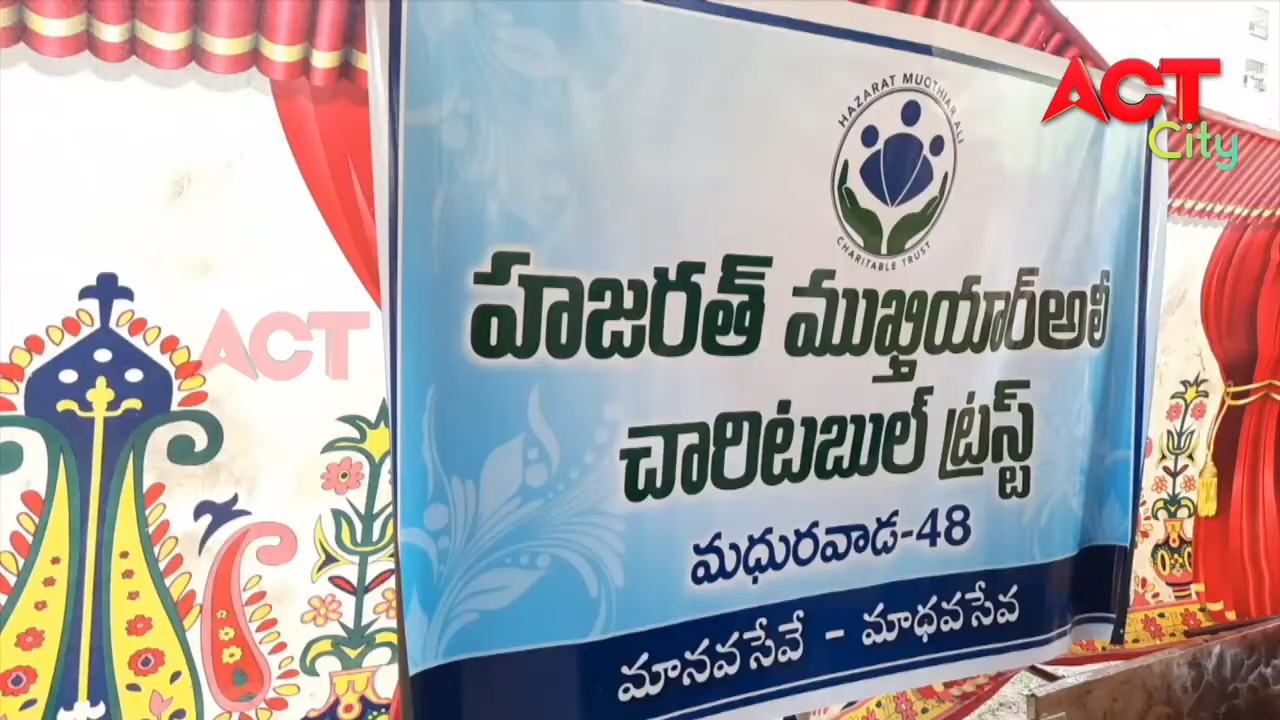 ACT
City
HAZARAT MUQTHIAR ALI
CHARITABLE TRUST
హజరత్ ముఖ్తియార్అలీ
చారిటబుల్ ట్రస్ట్
మధురవాడ-48
మానవసేవే - మాధవసేవ
ACT